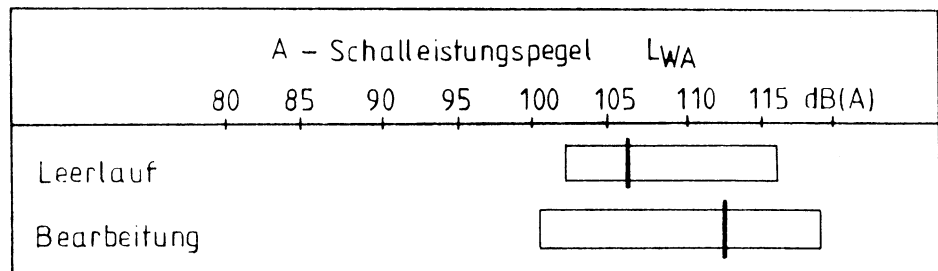 A – Schalleistungspegel LWA
80 85 90 95 100 105 110 115 dB(A)
Leerlauf
Bearbeitung